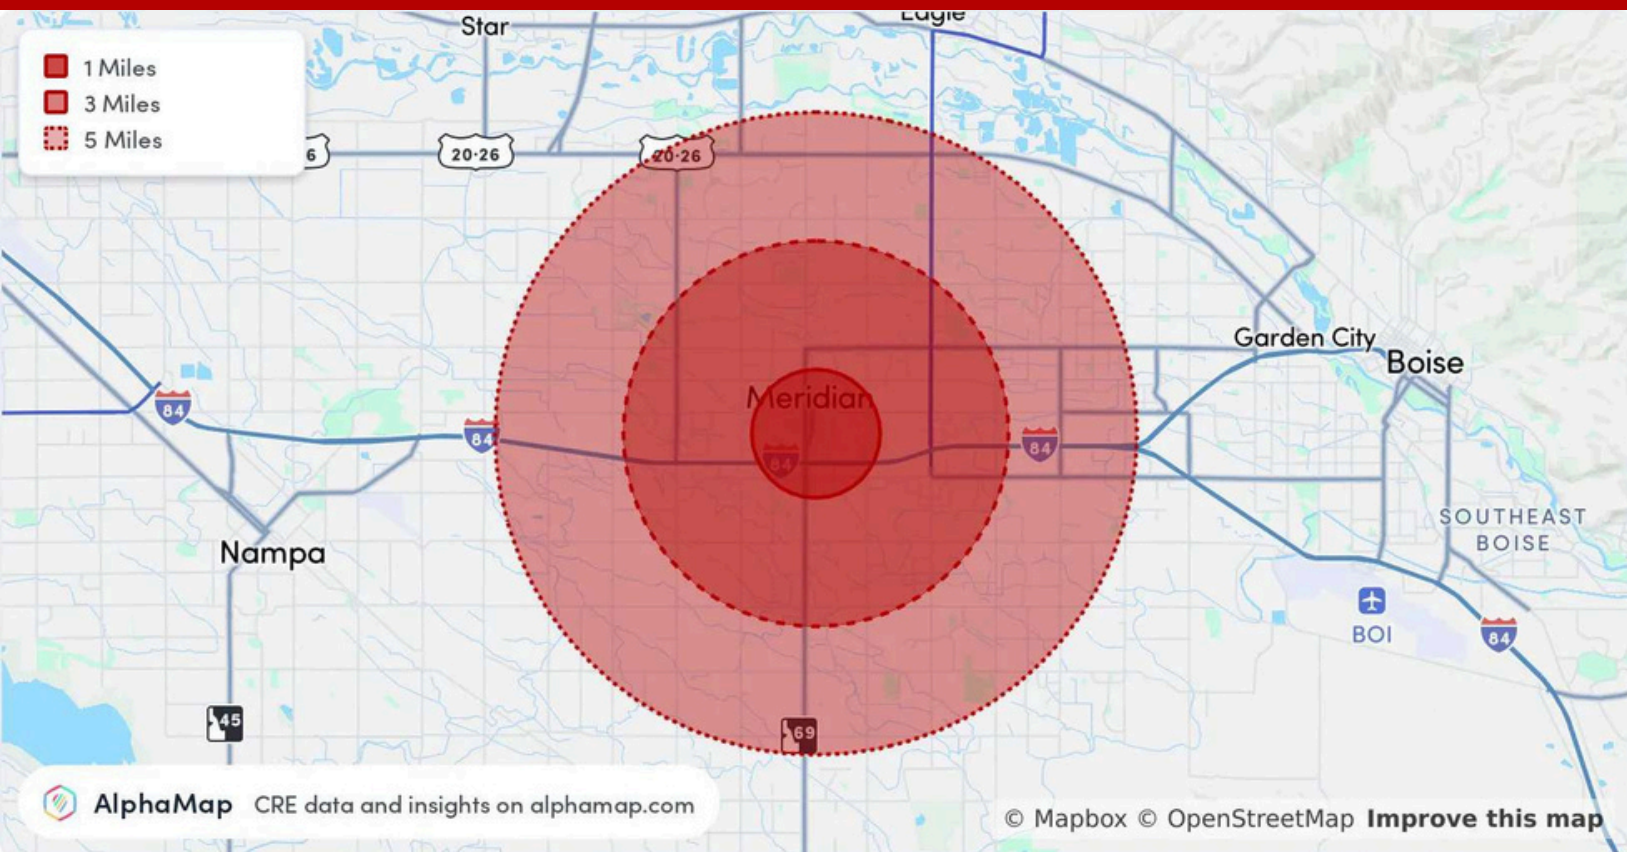 Star
Eagle
1 Miles
3 Miles
5 Miles
6
20·26
20·26
Garden City
Boise
Meridian
84
84
84
84
Nampa
SOUTHEAST
BOISE
BOI
84
45
69
AlphaMap CRE data and insights on alphamap.com
© Mapbox © OpenStreetMap Improve this map